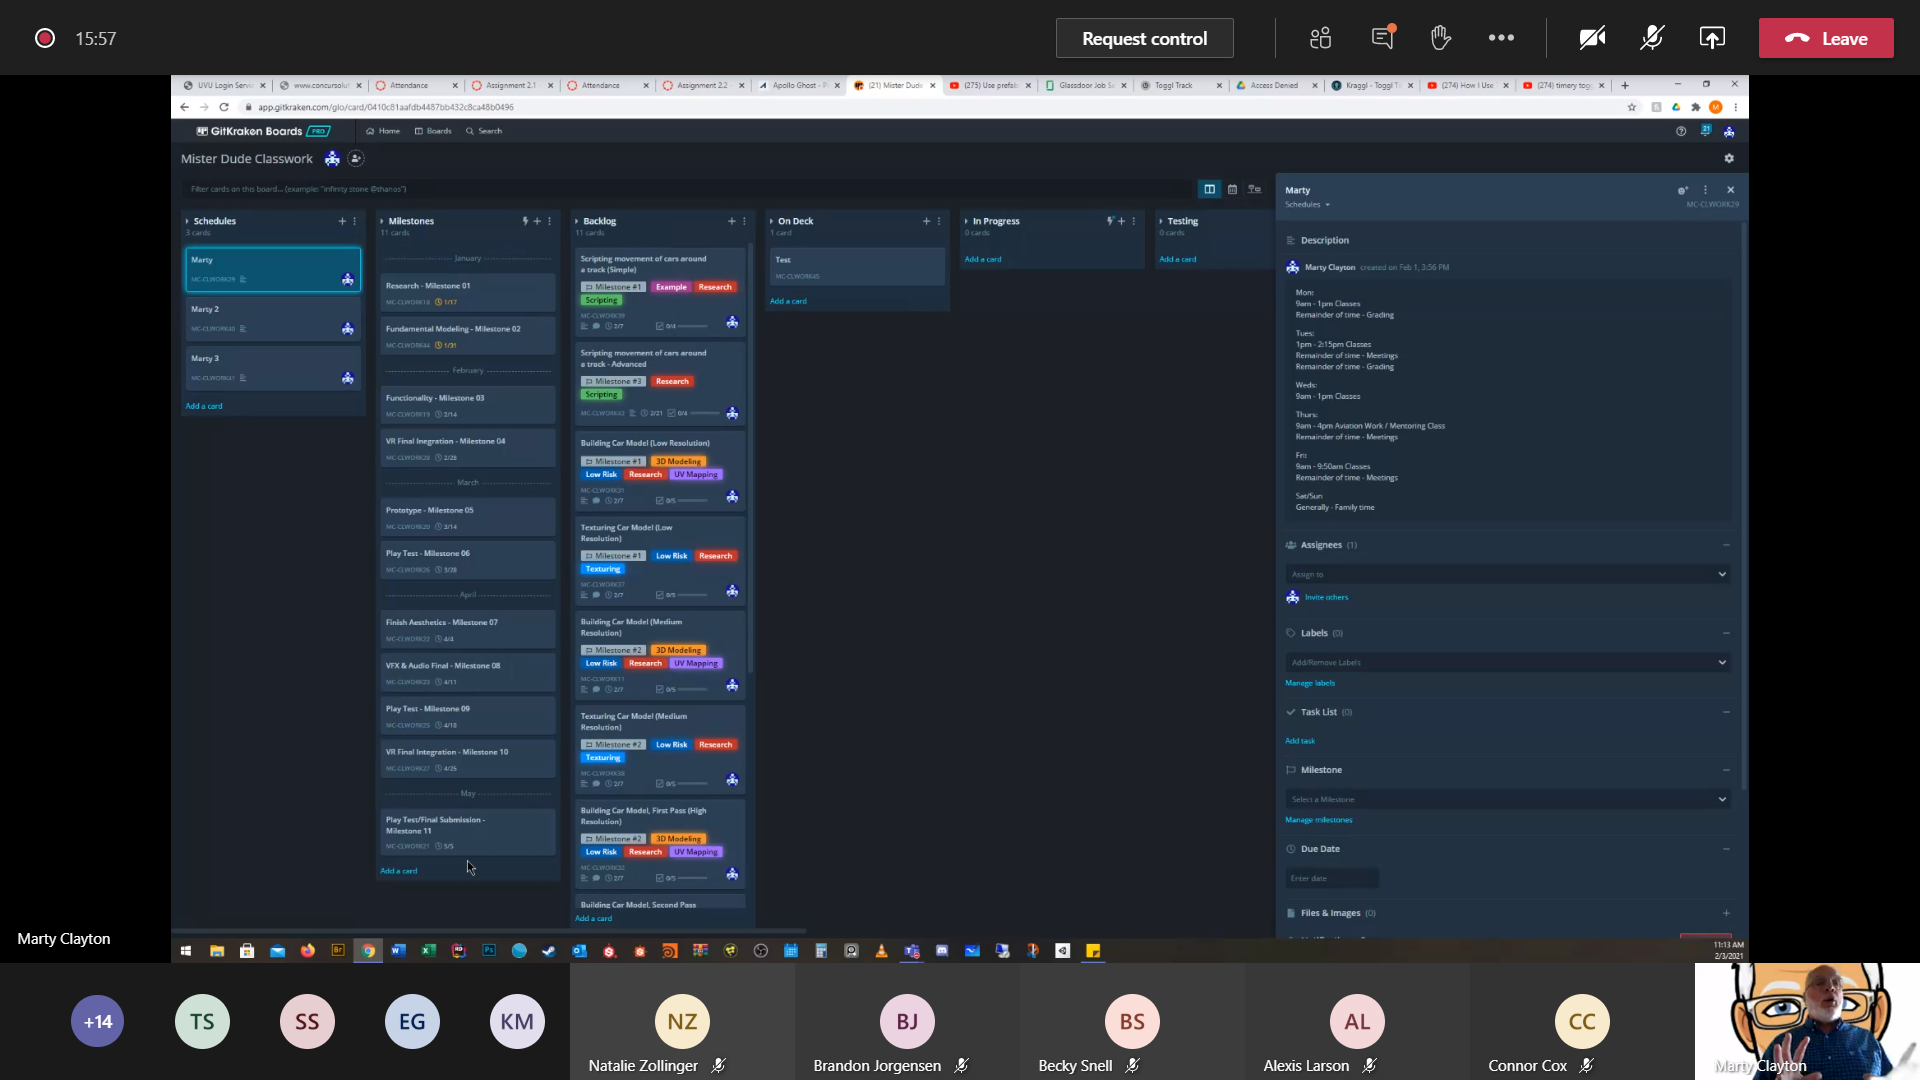 15:57
Request control
Leave
UVU Login Servi
www.concursolut
Attendance
Assignment 2.1
Attendance
Assignment 2.2
Apollo Ghost - P
(21) Mister Dude
(275) Use prefab
Glassdoor Job Se
Toggl Track
Access Denied
Kraggl - Toggl Ti
(274) How I Use
(274) timery tog
app.gitkraken.com/glo/card/0410c81aafdb4487bb432c8ca48b0496
GitKraken Boards PRO
Home
Boards
Search
21
Mister Dude Classwork
Filter cards on this board... (example: "infinity stone @thanos")
Schedules
3 cards
Marty
MC-CLWORK29
Marty 2
MC-CLWORK40
Marty 3
MC-CLWORK41
Add a card
Milestones
11 cards
January
Research - Milestone 01
MC-CLWORK18 1/17
Fundamental Modeling - Milestone 02
MC-CLWORK44 1/31
February
Functionality - Milestone 03
MC-CLWORK19 2/14
VR Final Inegration - Milestone 04
MC-CLWORK28 2/28
March
Prototype - Milestone 05
MC-CLWORK20 3/14
Play Test - Milestone 06
MC-CLWORK26 3/28
April
Finish Aesthetics - Milestone 07
MC-CLWORK22 4/4
VFX & Audio Final - Milestone 08
MC-CLWORK23 4/11
Play Test - Milestone 09
MC-CLWORK25 4/18
VR Final Integration - Milestone 10
MC-CLWORK27 4/25
May
Play Test/Final Submission -
Milestone 11
MC-CLWORK21 5/5
Add a card
Backlog
11 cards
Scripting movement of cars around
a track (Simple)
Milestone #1 Example Research
Scripting
MC-CLWORK39
2/7 0/4
Scripting movement of cars around
a track - Advanced
Milestone #3 Research
Scripting
MC-CLWORK42 2/21 0/4
Building Car Model (Low Resolution)
Milestone #1 3D Modeling
Low Risk Research UV Mapping
MC-CLWORK31
2/7 0/5
Texturing Car Model (Low
Resolution)
Milestone #1 Low Risk Research
Texturing
MC-CLWORK37
2/7 0/5
Building Car Model (Medium
Resolution)
Milestone #2 3D Modeling
Low Risk Research UV Mapping
MC-CLWORK11
2/7 0/5
Texturing Car Model (Medium
Resolution)
Milestone #2 Low Risk Research
Texturing
MC-CLWORK38
2/7 0/5
Building Car Model, First Pass (High
Resolution)
Milestone #2 3D Modeling
Low Risk Research UV Mapping
2/7 0/5
Building Car Model, Second Pass
Add a card
On Deck
1 card
Test
MC-CLWORK45
Add a card
In Progress
0 cards
Add a card
Testing
0 cards
Add a card
Marty
Schedules
MC-CLWORK29
Description
Marty Clayton created on Feb 1, 3:56 PM
Mon:
9am - 1pm Classes
Remainder of time - Grading
Tues:
1pm - 2:15pm Classes
Remainder of time - Meetings
Remainder of time - Grading
Weds:
9am - 1pm Classes
Thurs:
9am - 4pm Aviation Work / Mentoring Class
Remainder of time - Meetings
Fri:
9am - 9:50am Classes
Remainder of time - Meetings
Sat/Sun
Generally - Family time
Assignees (1)
Assign to
Invite others
Labels (0)
Add/Remove Labels
Manage labels
Task List (0)
Add task
Milestone
Select a Milestone
Manage milestones
Due Date
Enter date
Files & Images (0)
11:13 AM
2/3/2021
Marty Clayton
+14
TS
SS
EG
KM
NZ
Natalie Zollinger
BJ
Brandon Jorgensen
BS
Becky Snell
AL
Alexis Larson
CC
Connor Cox
Marty Clayton